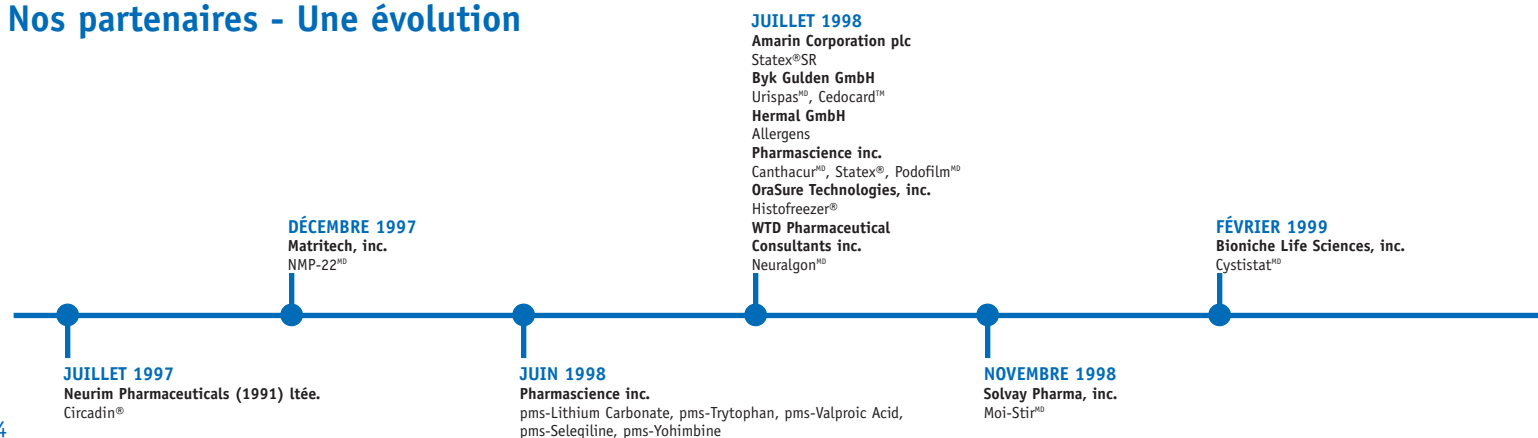 Nos partenaires - Une évolution
JUILLET 1998
Amarin Corporation plc
Statex®SR
Byk Gulden GmbH
Urispas^MD, Cedocard™
Hermal GmbH
Allergens
Pharmascience inc.
Canthacur^MD, Statex®, Podofilm^MD
OraSure Technologies, inc.
Histofreezer®
WTD Pharmaceutical
Consultants inc.
Neuralgon^MD
DÉCEMBRE 1997
Matritech, inc.
NMP-22^MD
FÉVRIER 1999
Bioniche Life Sciences, inc.
Cystistat^MD
JUILLET 1997
Neurim Pharmaceuticals (1991) ltée.
Circadin®
JUIN 1998
Pharmascience inc.
pms-Lithium Carbonate, pms-Trytophan, pms-Valproic Acid,
pms-Selegiline, pms-Yohimbine
NOVEMBRE 1998
Solvay Pharma, inc.
Moi-Stir^MD
4